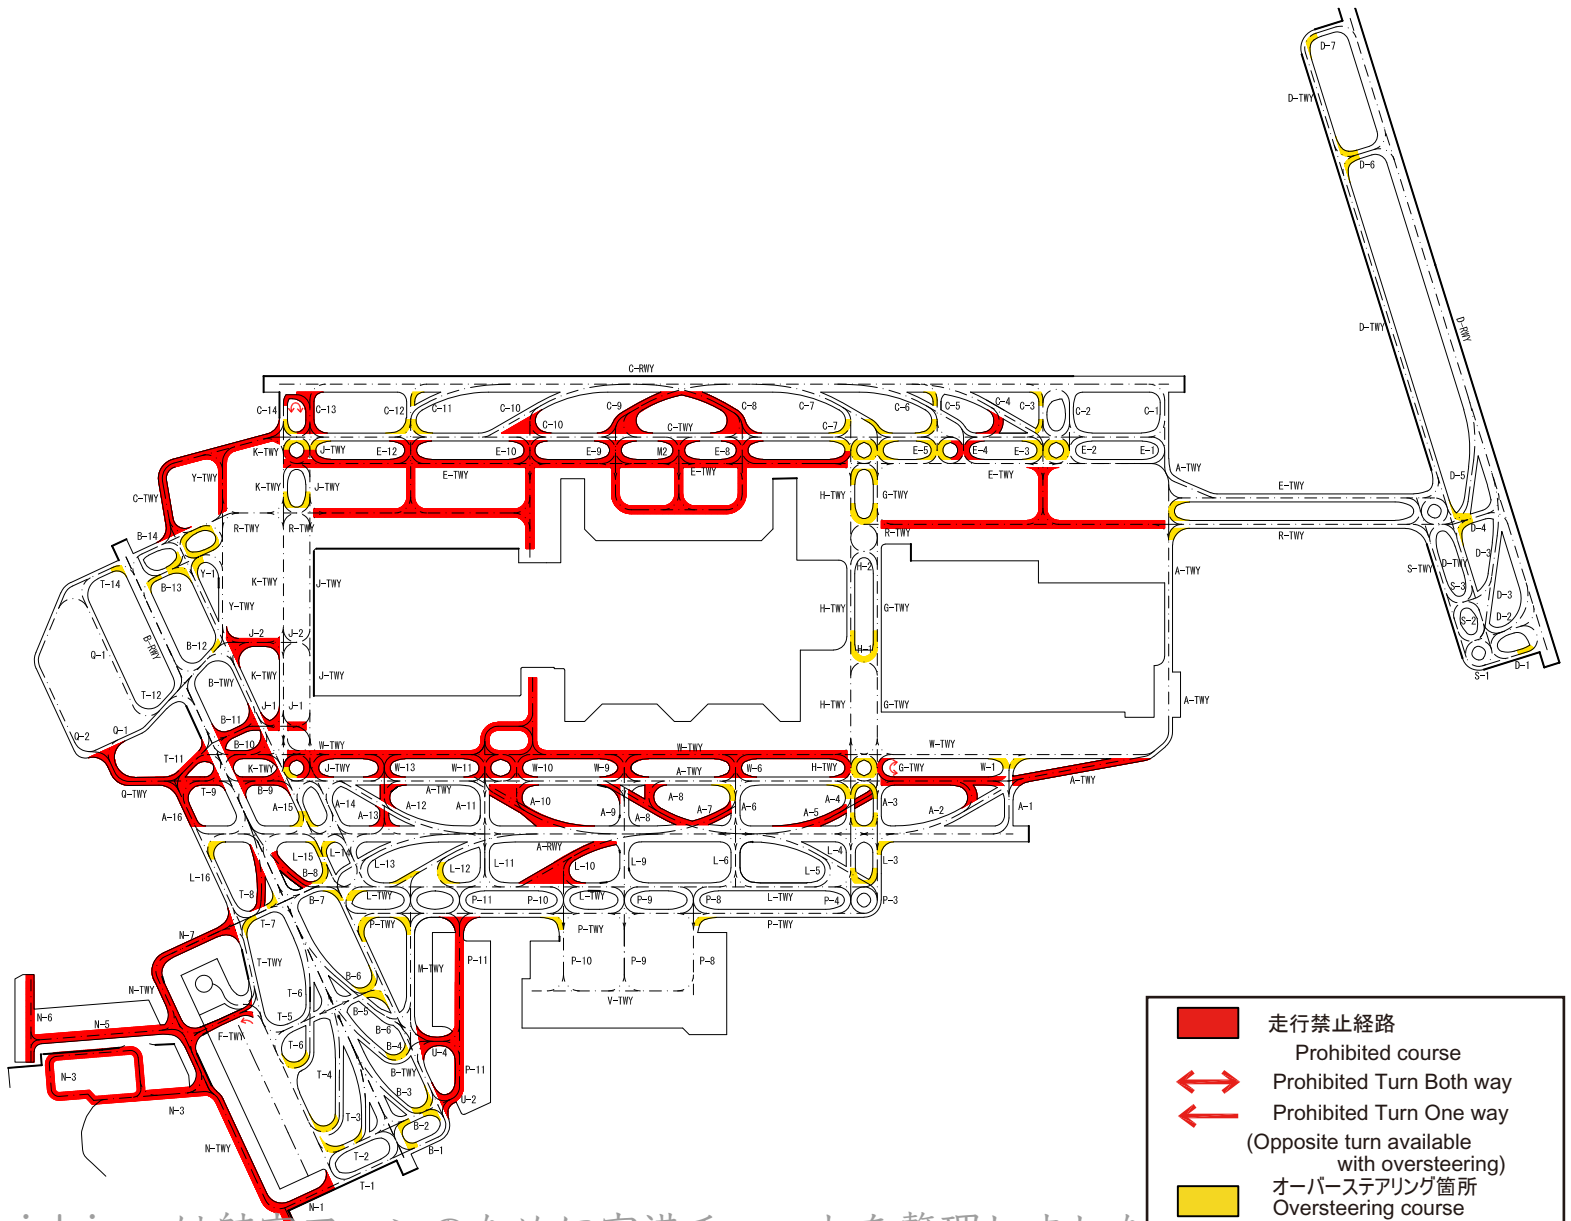 D-7
D-TWY
D-6
D-TWY
D-RWY
C-RWY
C-14
C-13
C-12
C-11
C-10
C-9
C-8
C-7
C-6
C-5
C-4
C-3
C-2
C-1
C-10
C-TWY
C-7
K-TWY
J-TWY
E-12
E-10
E-9
M2
E-8
E-5
E-4
E-3
E-2
E-1
Y-TWY
C-TWY
K-TWY
J-TWY
E-TWY
E-TWY
H-TWY
G-TWY
E-TWY
A-TWY
E-TWY
D-5
B-14
R-TWY
R-TWY
R-TWY
R-TWY
D-4
D-3
T-14
B-13
Y-1
K-TWY
J-TWY
H-2
A-TWY
S-TWY
D-TWY
S-3
D-3
D-2
S-2
B-RWY
Y-TWY
H-TWY
G-TWY
Q-1
B-12
J-2
J-2
H-1
S-1
D-1
B-TWY
K-TWY
J-TWY
T-12
B-11
J-1
J-1
H-TWY
G-TWY
A-TWY
Q-2
Q-1
B-10
W-TWY
W-TWY
W-TWY
T-11
K-TWY
J-TWY
W-13
W-11
W-10
W-9
A-TWY
W-6
H-TWY
G-TWY
W-1
A-TWY
Q-TWY
T-9
B-9
A-16
A-15
A-14
A-13
A-TWY
A-12
A-11
A-10
A-9
A-8
A-8
A-7
A-6
A-5
A-4
A-3
A-2
A-1
A-RWY
L-16
L-15
L-14
B-8
L-13
L-12
L-11
L-10
L-9
L-6
L-5
L-4
L-3
T-8
B-7
L-TWY
P-11
P-10
L-TWY
P-9
P-8
L-TWY
P-4
P-3
N-7
T-7
P-TWY
P-TWY
P-TWY
T-TWY
M-TWY
P-11
P-10
P-9
P-8
B-6
V-TWY
N-TWY
T-6
N-6
N-5
T-5
B-5
B-6
F-TWY
T-6
B-4
U-4
N-3
T-4
B-TWY
P-11
B-3
U-2
N-3
T-3
B-2
N-TWY
T-2
B-1
T-1
N-1
走行禁止経路
Prohibited course
Prohibited Turn Both way
Prohibited Turn One way
(Opposite turn available
with oversteering)
オーバーステアリング箇所
Oversteering course